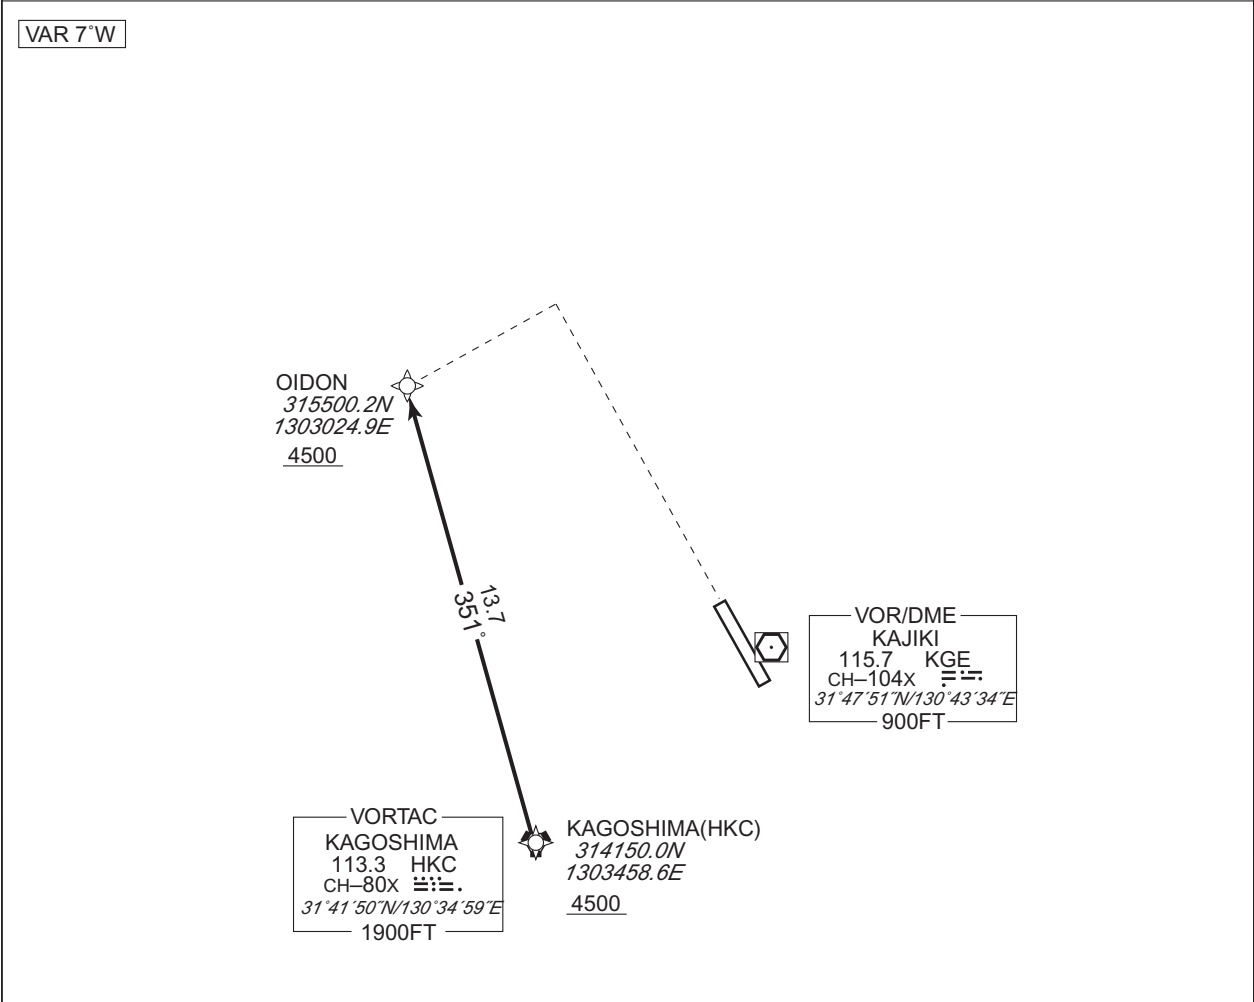 VAR 7˚W
OIDON
315500.2N
1303024.9E
4500
13.7
351˚
VOR/DME
KAJIKI
115.7 KGE
CH–104X
31˚47´51˝N/130˚43´34˝E
900FT
VORTAC
KAGOSHIMA
113.3 HKC
CH–80X
31˚41´50˝N/130˚34´59˝E
1900FT
KAGOSHIMA(HKC)
314150.0N
1303458.6E
4500